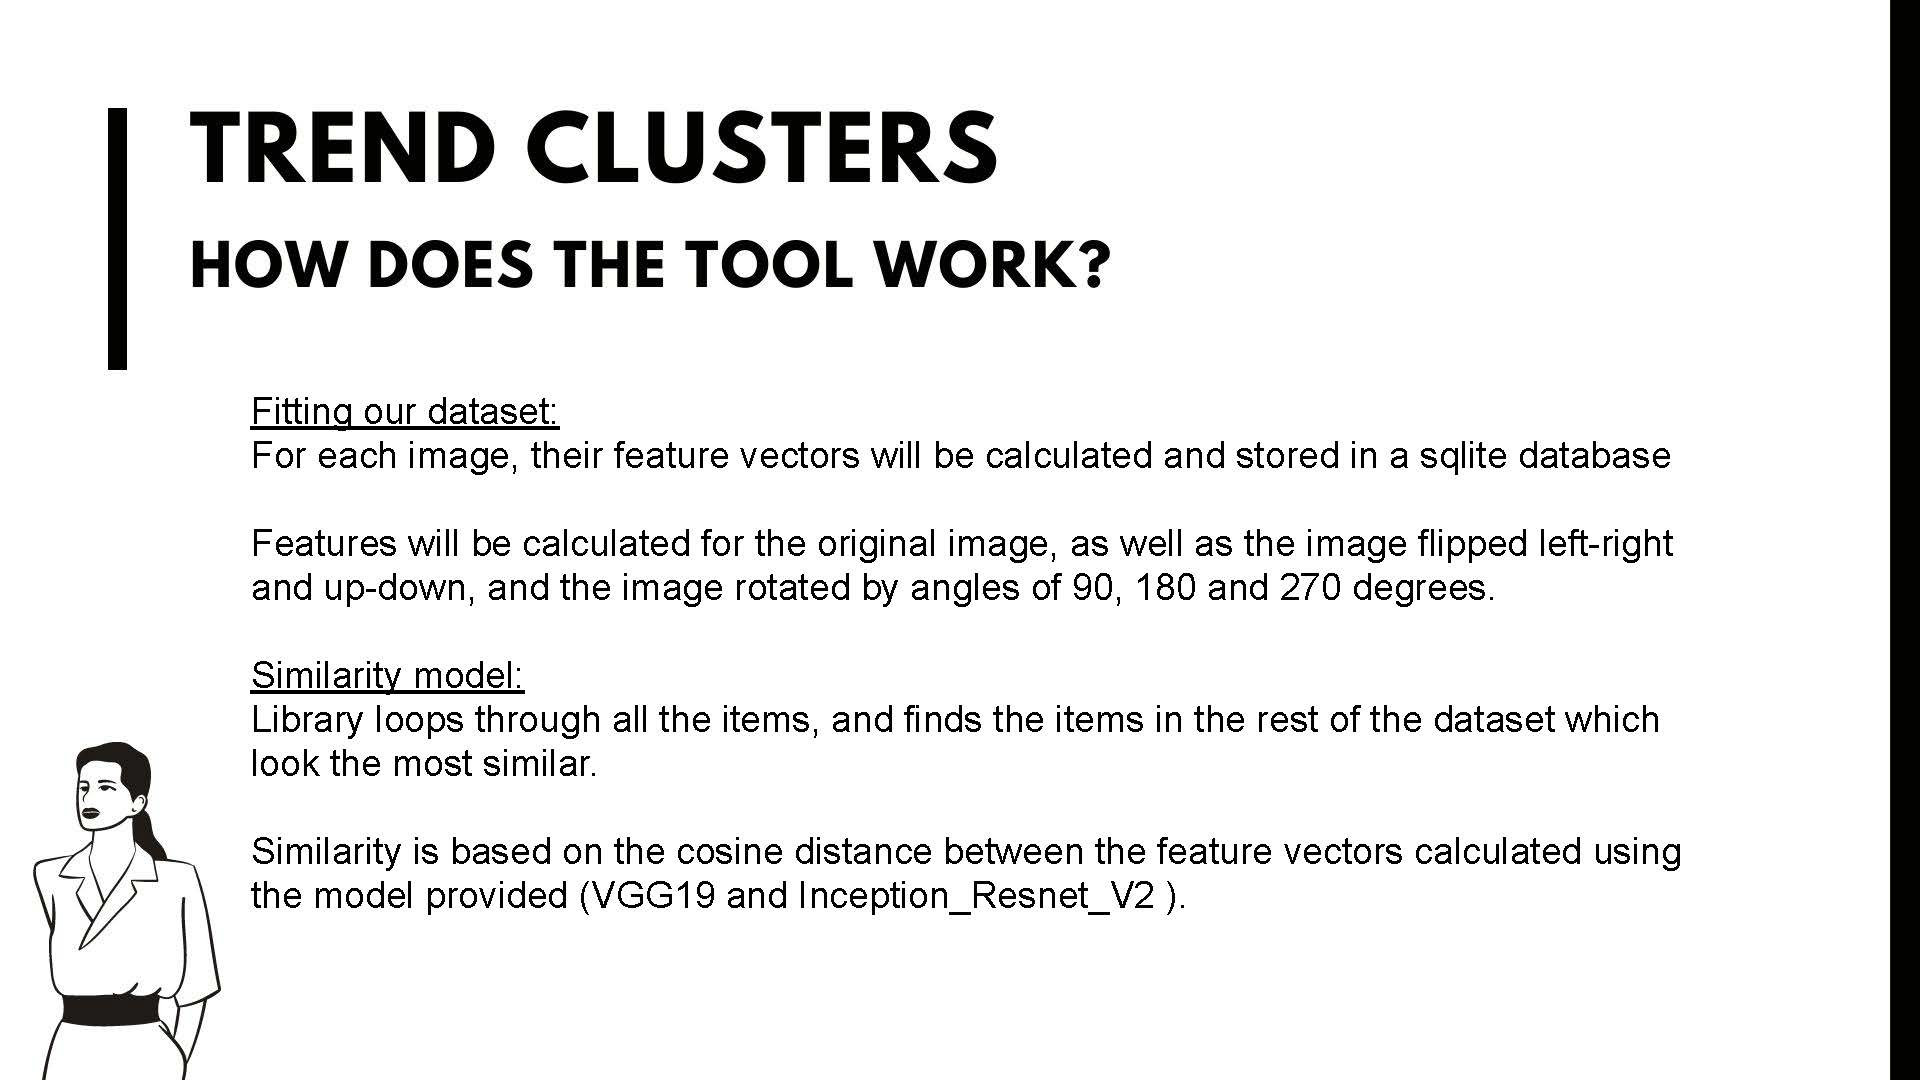 TREND CLUSTERS
HOW DOES THE TOOL WORK?
Fitting our dataset:
For each image, their feature vectors will be calculated and stored in a sqlite database
Features will be calculated for the original image, as well as the image flipped left-right
and up-down, and the image rotated by angles of 90, 180 and 270 degrees.
Similarity model:
Library loops through all the items, and finds the items in the rest of the dataset which
look the most similar.
Similarity is based on the cosine distance between the feature vectors calculated using
the model provided (VGG19 and Inception_Resnet_V2 ).